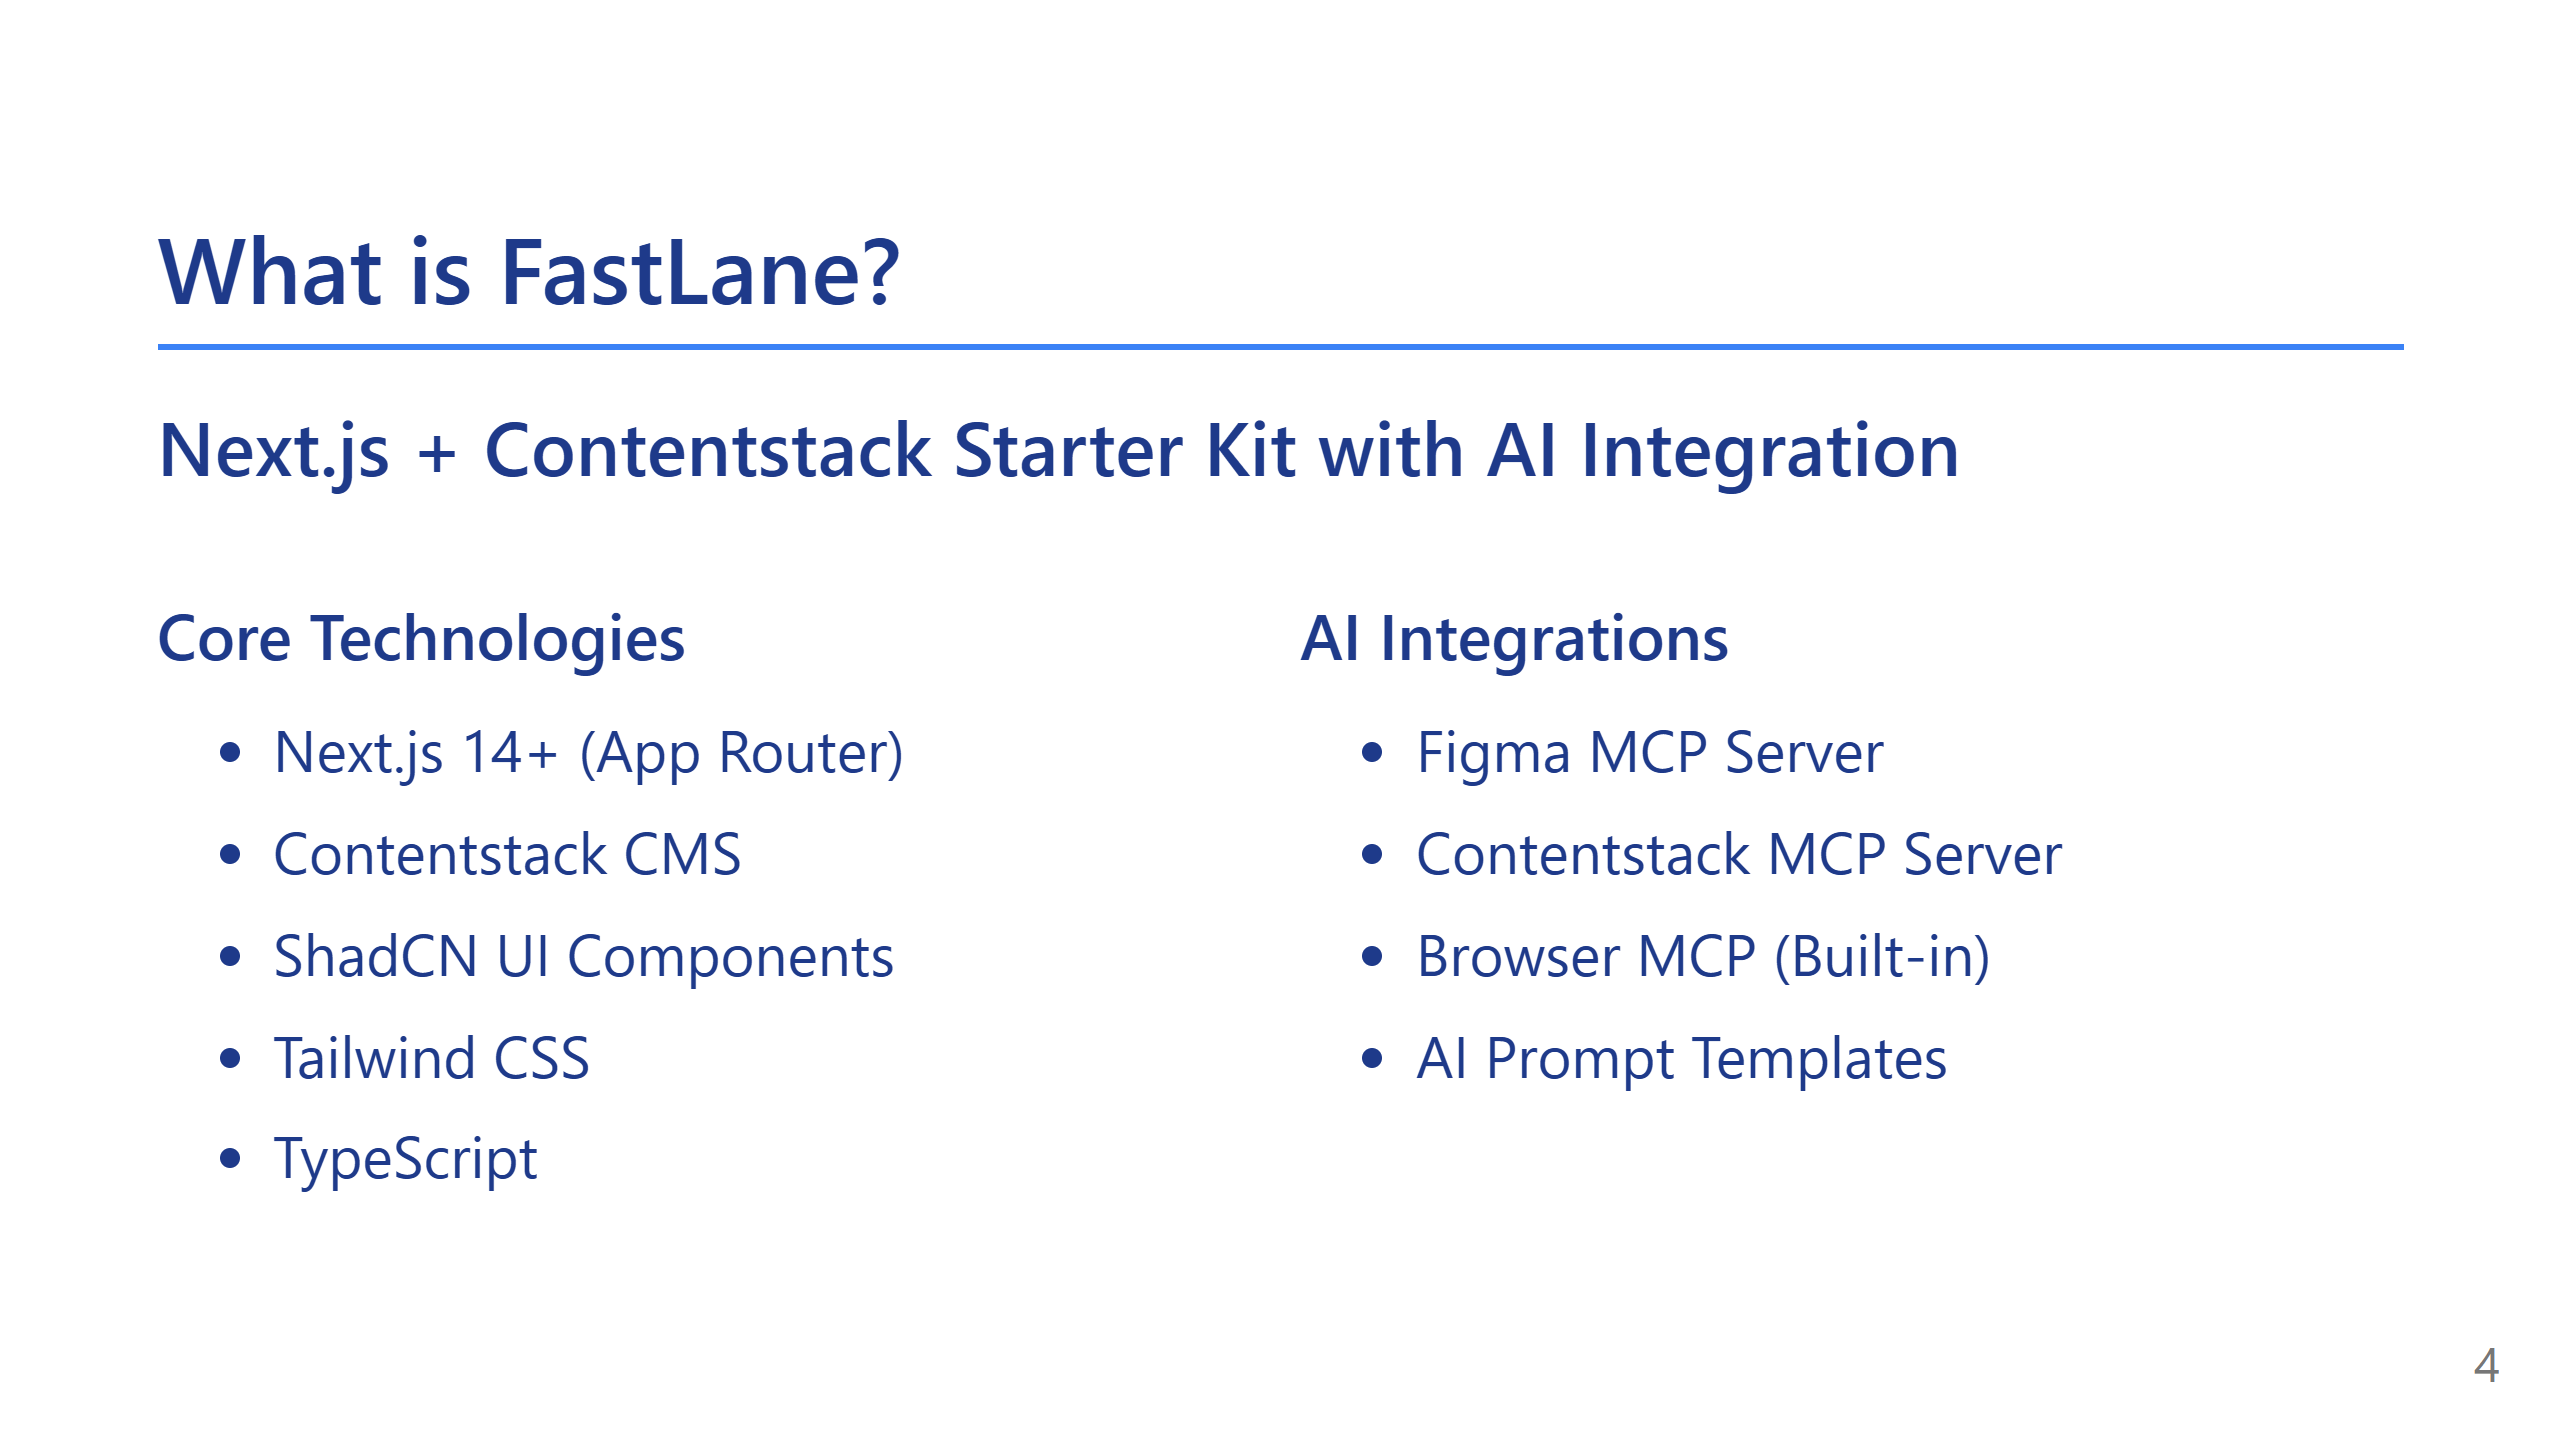 What is FastLane?
Next.js + Contentstack Starter Kit with AI Integration
Core Technologies
Next.js 14+ (App Router)
Contentstack CMS
ShadCN UI Components
Tailwind CSS
TypeScript
AI Integrations
Figma MCP Server
Contentstack MCP Server
Browser MCP (Built-in)
AI Prompt Templates
4